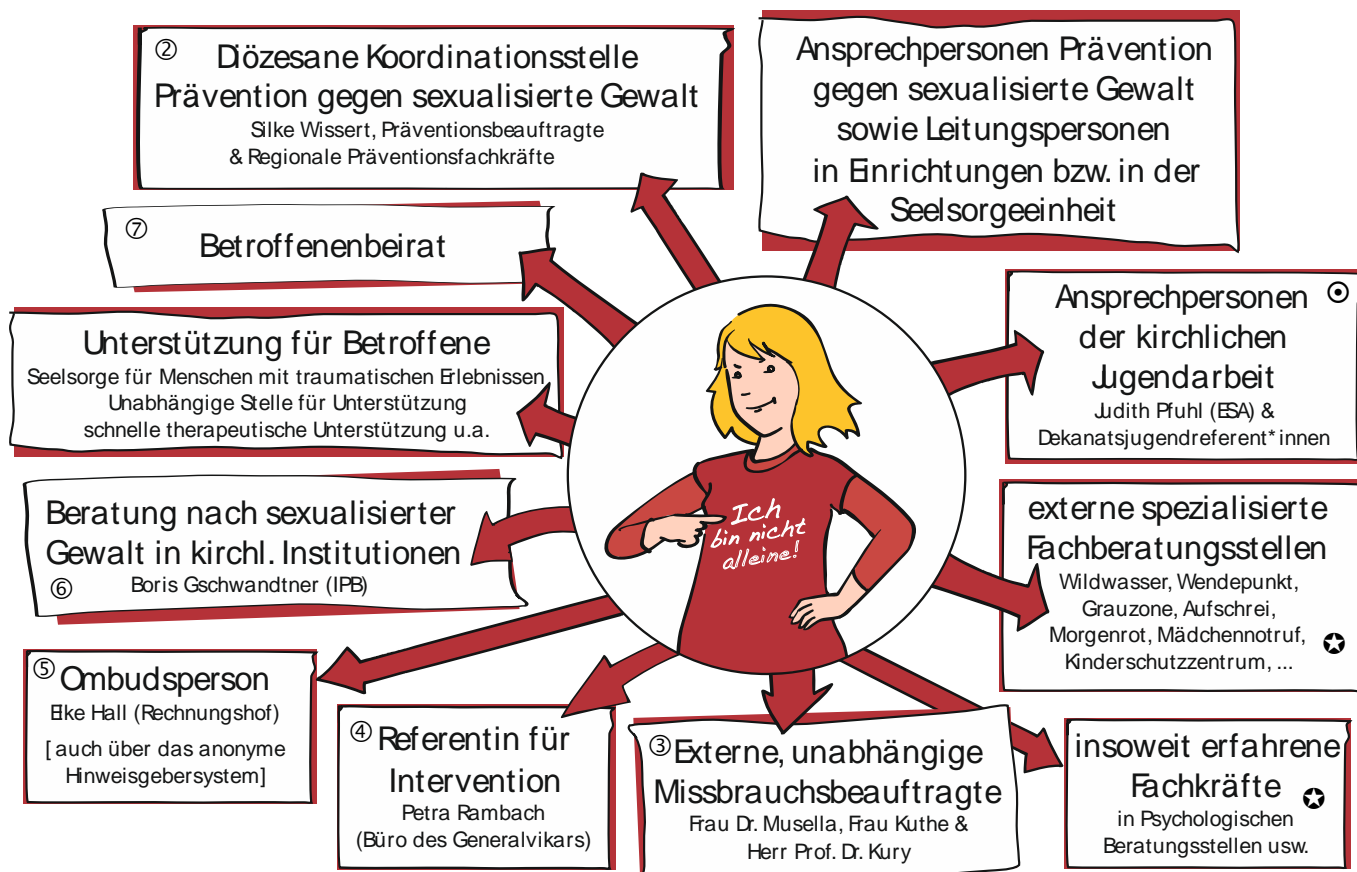 ② Diözesane Koordinationsstelle
Prävention gegen sexualisierte Gewalt
Silke Wissert, Präventionsbeauftragte
& Regionale Präventionsfachkräfte
Ansprechpersonen Prävention
gegen sexualisierte Gewalt
sowie Leitungspersonen
in Einrichtungen bzw. in der
Seelsorgeeinheit
⑦ Betroffenenbeirat
Ansprechpersonen
der kirchlichen
Jugendarbeit
Judith Pfuhl (ESA) &
Dekanatsjugendreferent*innen
Unterstützung für Betroffene
Seelsorge für Menschen mit traumatischen Erlebnissen
Unabhängige Stelle für Unterstützung
schnelle therapeutische Unterstützung u.a.
Ich
bin nicht
alleine!
Beratung nach sexualisierter
Gewalt in kirchl. Institutionen
⑥ Boris Gschwandtner (IPB)
externe spezialisierte
Fachberatungsstellen
Wildwasser, Wendepunkt,
Grauzone, Aufschrei,
Morgenrot, Mädchennotruf,
Kinderschutzzentrum, ... ✪
⑤ Ombudsperson
Elke Hall (Rechnungshof)
[auch über das anonyme
Hinweisgebersystem]
④ Referentin für
Intervention
Petra Rambach
(Büro des Generalvikars)
③ Externe, unabhängige
Missbrauchsbeauftragte
Frau Dr. Musella, Frau Kuthe &
Herr Prof. Dr. Kury
insoweit erfahrene
Fachkräfte ✪
in Psychologischen
Beratungsstellen usw.